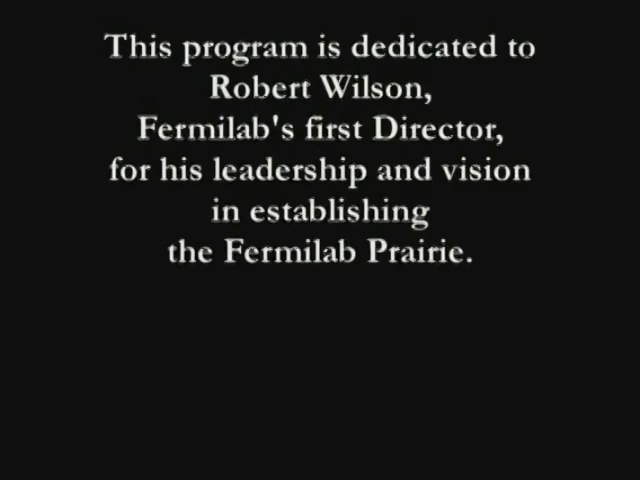 This program is dedicated to
Robert Wilson,
Fermilab's first Director,
for his leadership and vision
in establishing
the Fermilab Prairie.